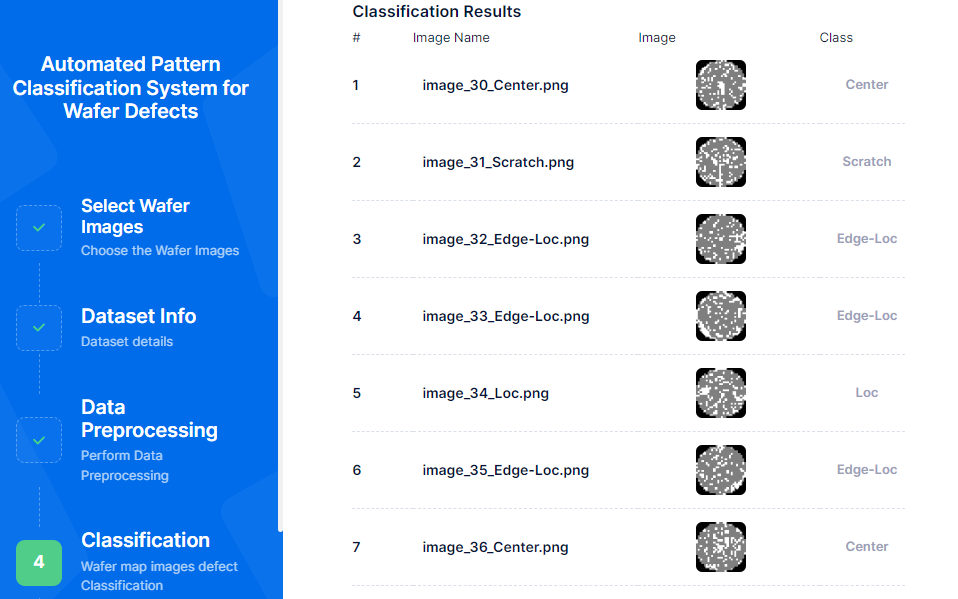 Automated Pattern
Classification System for
Wafer Defects
Select Wafer
Images
Choose the Wafer Images
Dataset Info
Dataset details
Data
Preprocessing
Perform Data
Preprocessing
4
Classification
Wafer map images defect
Classification
Classification Results
# Image Name Image Class
1 image_30_Center.png Center
2 image_31_Scratch.png Scratch
3 image_32_Edge-Loc.png Edge-Loc
4 image_33_Edge-Loc.png Edge-Loc
5 image_34_Loc.png Loc
6 image_35_Edge-Loc.png Edge-Loc
7 image_36_Center.png Center